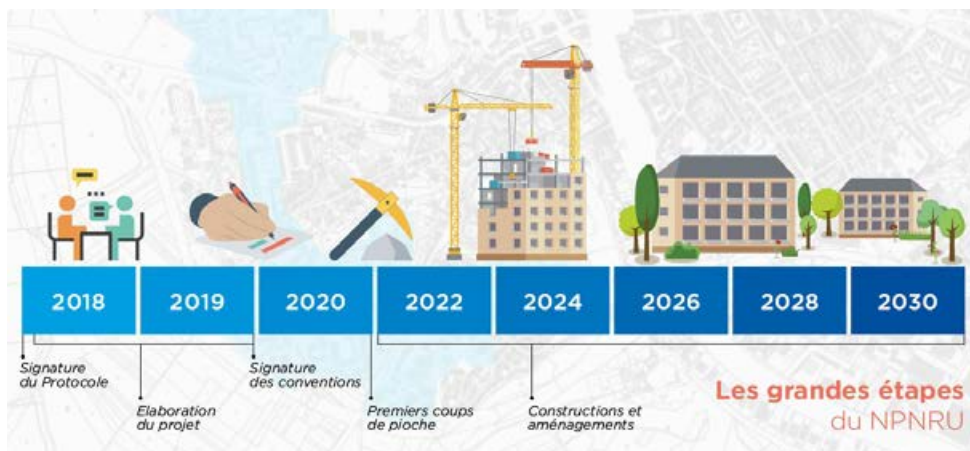 2018 2019 2020 2022 2024 2026 2028 2030
Signature
du Protocole
Elaboration
du projet
Signature
des conventions
Premiers coups
de pioche
Constructions et
aménagements
Les grandes étapes
du NPNRU